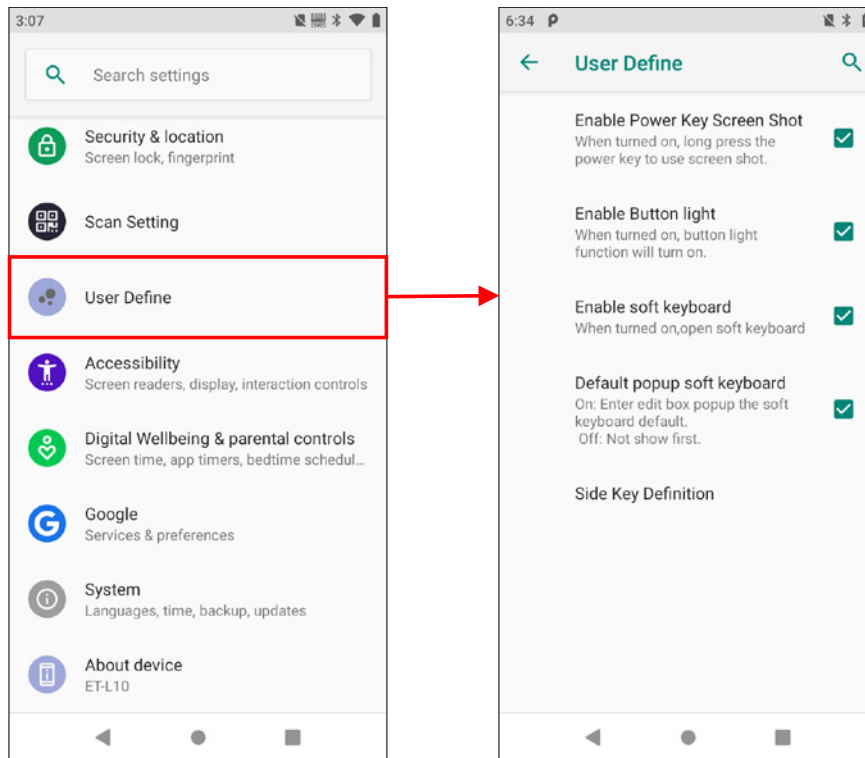 3:07
Search settings
Security & location
Screen lock, fingerprint
Scan Setting
User Define
Accessibility
Screen readers, display, interaction controls
Digital Wellbeing & parental controls
Screen time, app timers, bedtime schedul...
Google
Services & preferences
System
Languages, time, backup, updates
About device
ET-L10
6:34
User Define
Enable Power Key Screen Shot
When turned on, long press the
power key to use screen shot.
Enable Button light
When turned on, button light
function will turn on.
Enable soft keyboard
When turned on,open soft keyboard
Default popup soft keyboard
On: Enter edit box popup the soft
keyboard default.
Off: Not show first.
Side Key Definition